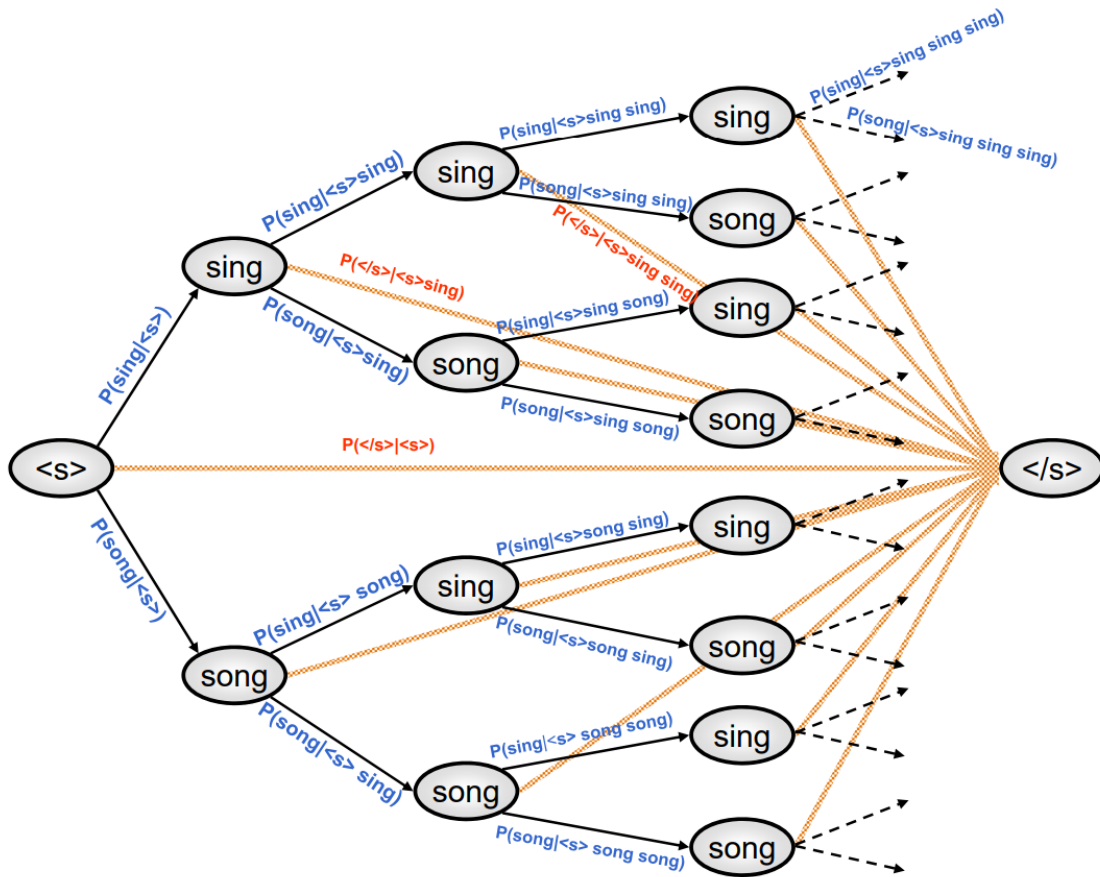 P(sing|<s>sing sing sing)
P(sing|<s>sing sing)
sing
P(song|<s>sing sing sing)
P(sing|<s>sing)
sing
P(song|<s>sing sing)
song
P(</s>|<s>sing sing)
sing
P(</s>|<s>sing)
P(sing|<s>sing song)
sing
P(sing|<s>)
P(song|<s>sing)
song
P(song|<s>sing song)
song
P(</s>|<s>)
<s>
</s>
P(song|<s>)
P(sing|<s>song sing)
sing
P(sing|<s> song)
sing
P(song|<s>song sing)
song
song
P(song|<s> sing)
P(sing|<s> song song)
sing
song
P(song|<s> song song)
song